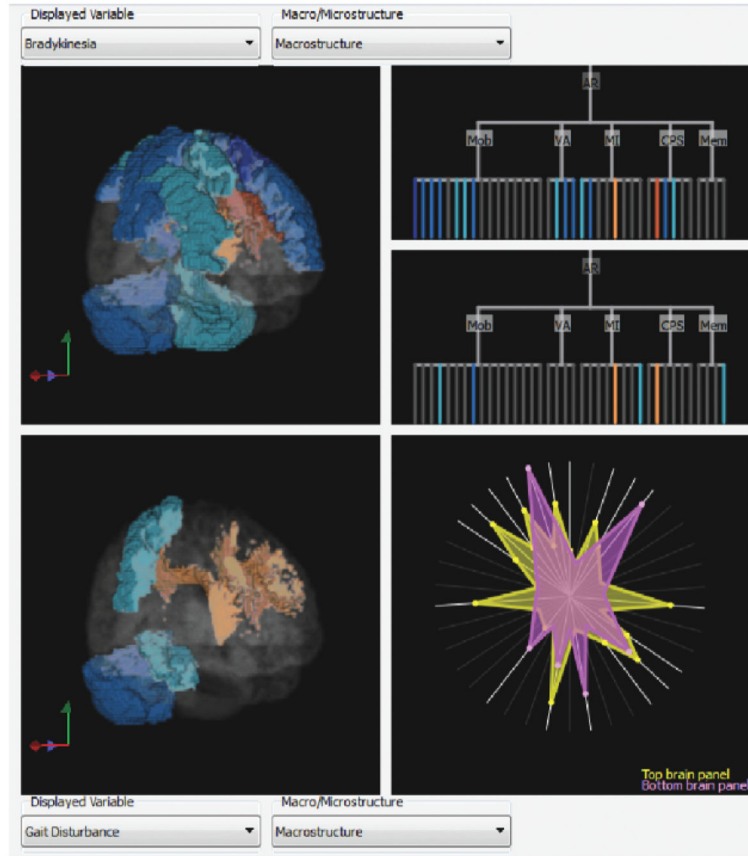 Displayed Variable
Macro/Microstructure
Bradykinesia
Macrostructure
AR
Mob
VA
MI
CPS
Mem
AR
Mob
VA
MI
CPS
Mem
Top brain panel
Bottom brain panel
Displayed Variable
Macro/Microstructure
Gait Disturbance
Macrostructure